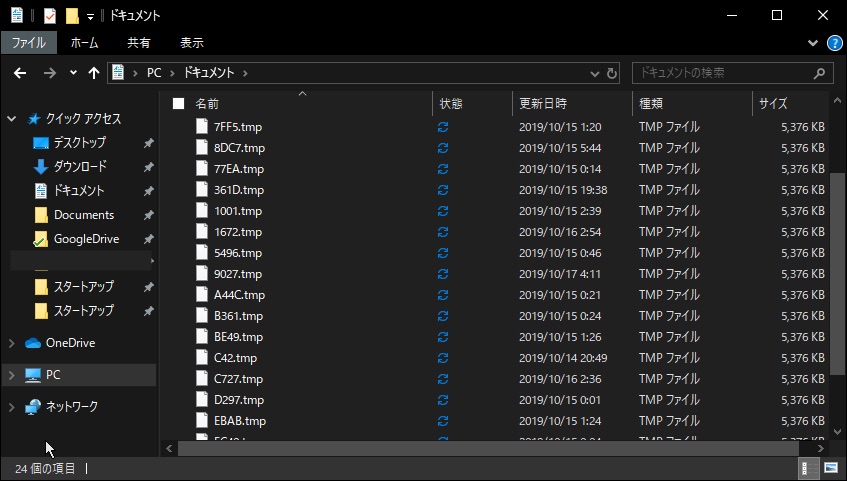 ドキュメント
ファイル ホーム 共有 表示
PC ドキュメント ドキュメントの検索
名前 状態 更新日時 種類 サイズ
クイック アクセス
デスクトップ
ダウンロード
ドキュメント
Documents
GoogleDrive
スタートアップ
スタートアップ
OneDrive
PC
ネットワーク
7FF5.tmp 2019/10/15 1:20 TMP ファイル 5,376 KB
8DC7.tmp 2019/10/15 5:44 TMP ファイル 5,376 KB
77EA.tmp 2019/10/15 0:14 TMP ファイル 5,376 KB
361D.tmp 2019/10/15 19:38 TMP ファイル 5,376 KB
1001.tmp 2019/10/15 2:39 TMP ファイル 5,376 KB
1672.tmp 2019/10/16 2:54 TMP ファイル 5,376 KB
5496.tmp 2019/10/15 0:46 TMP ファイル 5,376 KB
9027.tmp 2019/10/17 4:11 TMP ファイル 5,376 KB
A44C.tmp 2019/10/15 0:21 TMP ファイル 5,376 KB
B361.tmp 2019/10/15 0:24 TMP ファイル 5,376 KB
BE49.tmp 2019/10/15 1:26 TMP ファイル 5,376 KB
C42.tmp 2019/10/14 20:49 TMP ファイル 5,376 KB
C727.tmp 2019/10/16 2:36 TMP ファイル 5,376 KB
D297.tmp 2019/10/15 0:01 TMP ファイル 5,376 KB
EBAB.tmp 2019/10/15 1:24 TMP ファイル 5,376 KB
24 個の項目